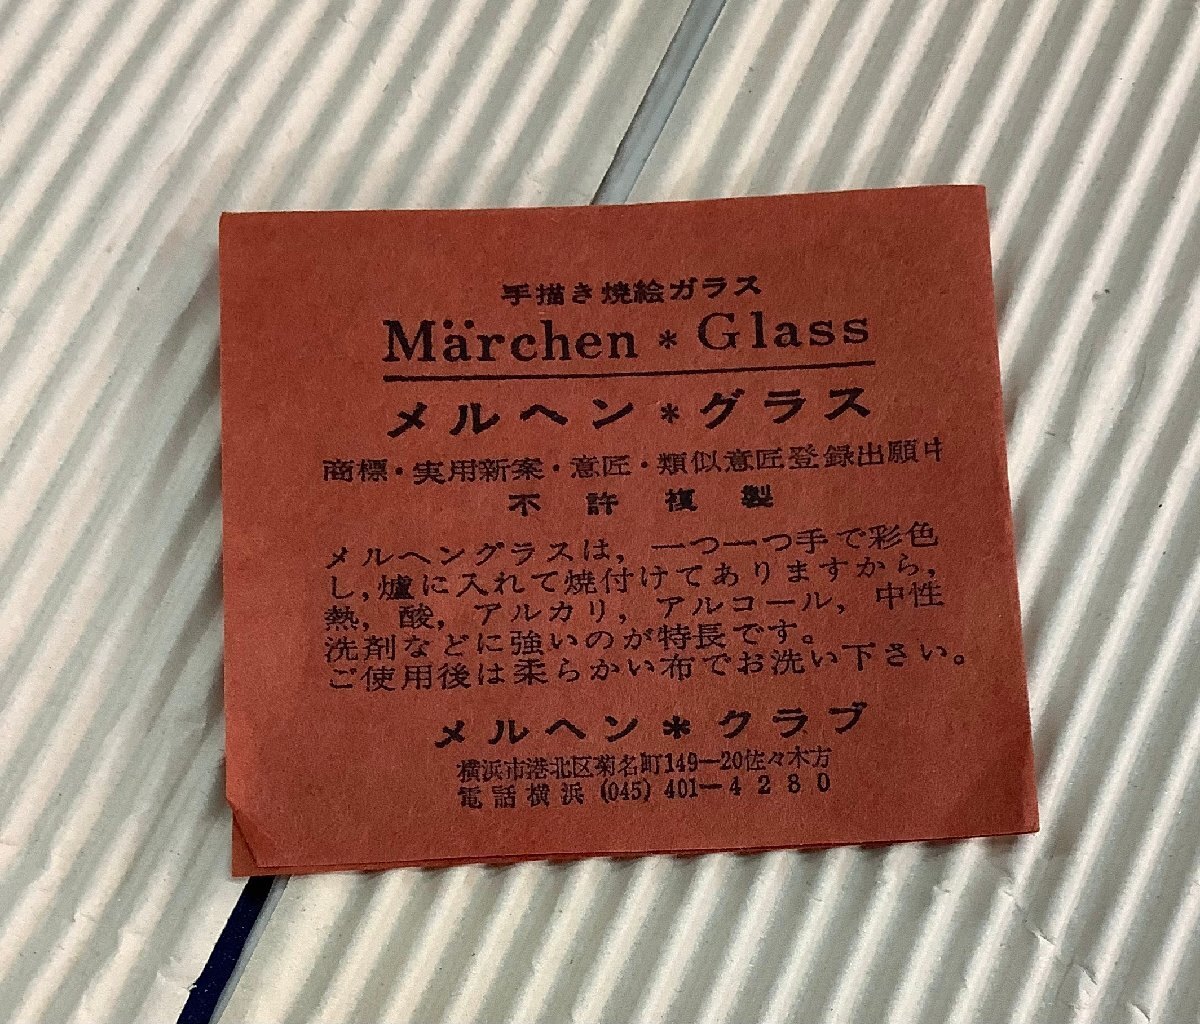 手描き焼絵ガラス
Märchen * Glass
メルヘン*グラス
商標・実用新案・意匠・類似意匠登録出願中
不許複製
メルヘングラスは，一つ一つ手で彩色
し，爐に入れて焼付けてありますから，
熱，酸，アルカリ，アルコール，中性
洗剤などに強いのが特長です。
ご使用後は柔らかい布でお洗い下さい。
メルヘン*クラブ
横浜市港北区菊名町149—20佐々木方
電話横浜 (045) 401—4280